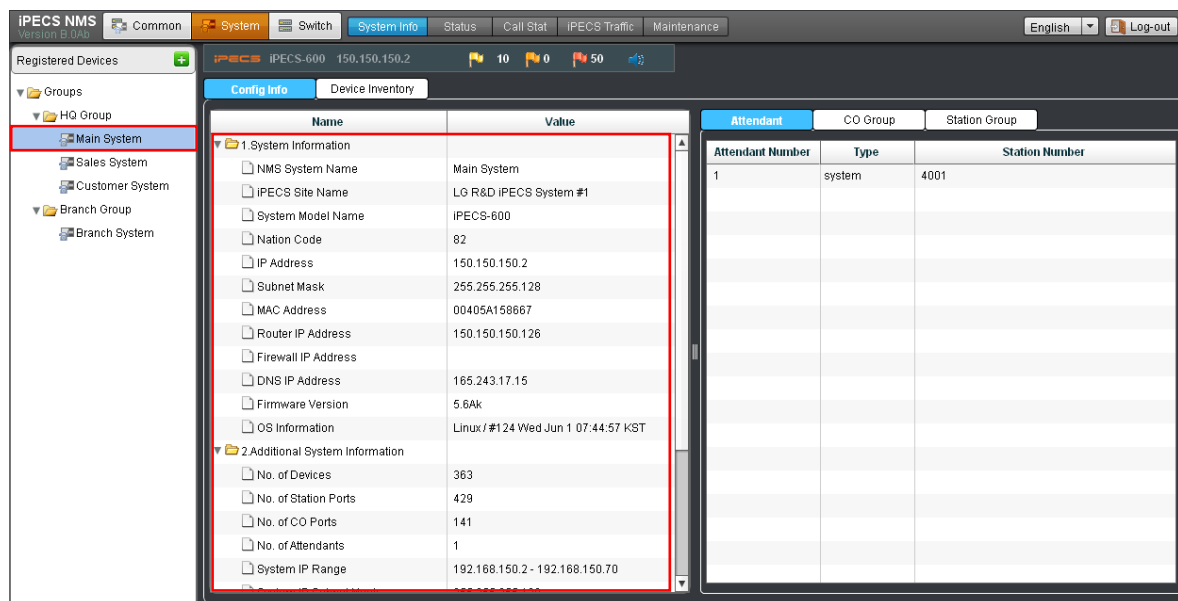 iPECS NMS Common System Switch System Info Status Call Stat iPECS Traffic Maintenance English Log-out
Version B.0Ab
Registered Devices
iPECS iPECS-600 150.150.150.2 10 0 50
Groups
HQ Group
Main System
Sales System
Customer System
Branch Group
Branch System
Config Info Device Inventory
Name Value
1.System Information
NMS System Name Main System
iPECS Site Name LG R&D iPECS System #1
System Model Name iPECS-600
Nation Code 82
IP Address 150.150.150.2
Subnet Mask 255.255.255.128
MAC Address 00405A158667
Router IP Address 150.150.150.126
Firewall IP Address
DNS IP Address 165.243.17.15
Firmware Version 5.6Ak
OS Information Linux / #124 Wed Jun 1 07:44:57 KST
2.Additional System Information
No. of Devices 363
No. of Station Ports 429
No. of CO Ports 141
No. of Attendants 1
System IP Range 192.168.150.2 - 192.168.150.70
Attendant CO Group Station Group
Attendant Number Type Station Number
1 system 4001